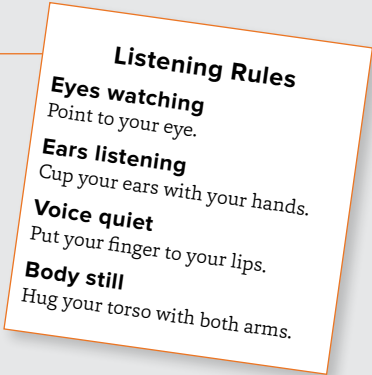 Listening Rules
Eyes watching
Point to your eye.
Ears listening
Cup your ears with your hands.
Voice quiet
Put your finger to your lips.
Body still
Hug your torso with both arms.